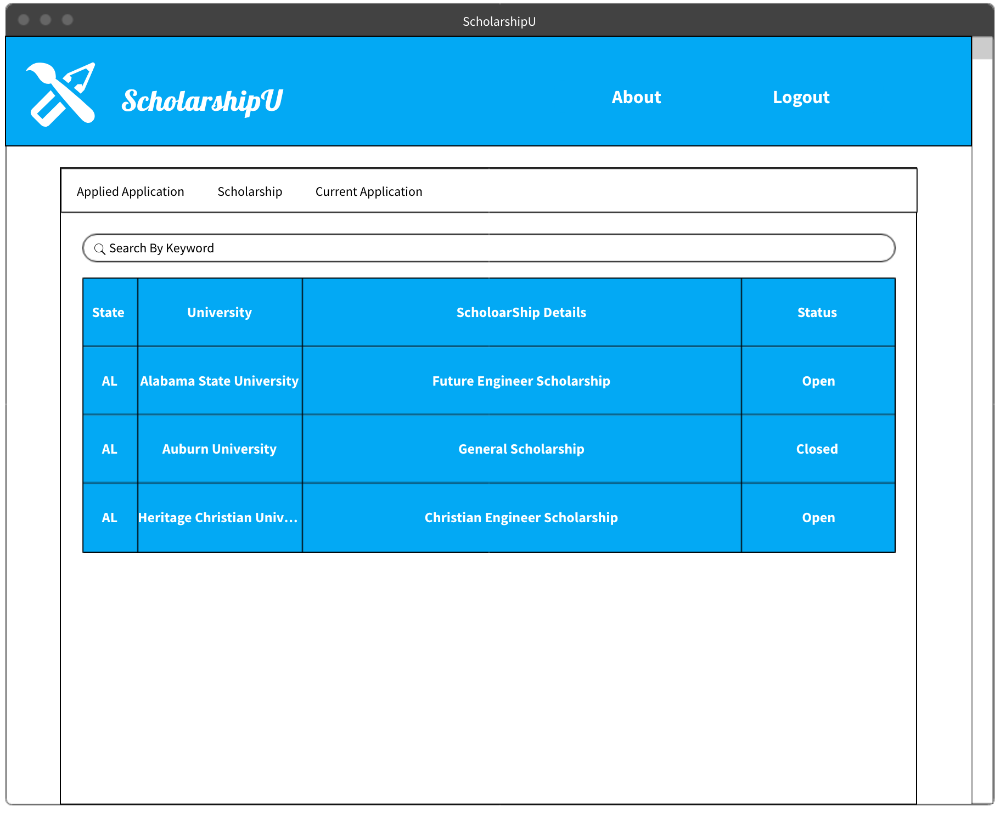 ScholarshipU
ScholarshipU About Logout
Applied Application Scholarship Current Application
Search By Keyword
State University ScholoarShip Details Status
AL Alabama State University Future Engineer Scholarship Open
AL Auburn University General Scholarship Closed
AL Heritage Christian Univ... Christian Engineer Scholarship Open